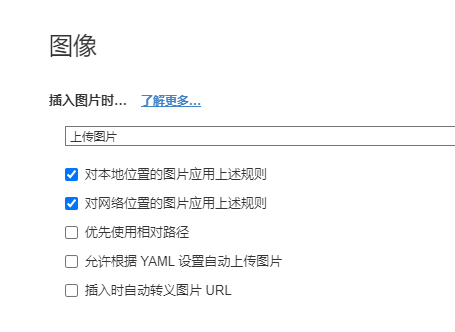 图像
插入图片时... 了解更多...
上传图片
对本地位置的图片应用上述规则
对网络位置的图片应用上述规则
优先使用相对路径
允许根据 YAML 设置自动上传图片
插入时自动转义图片 URL